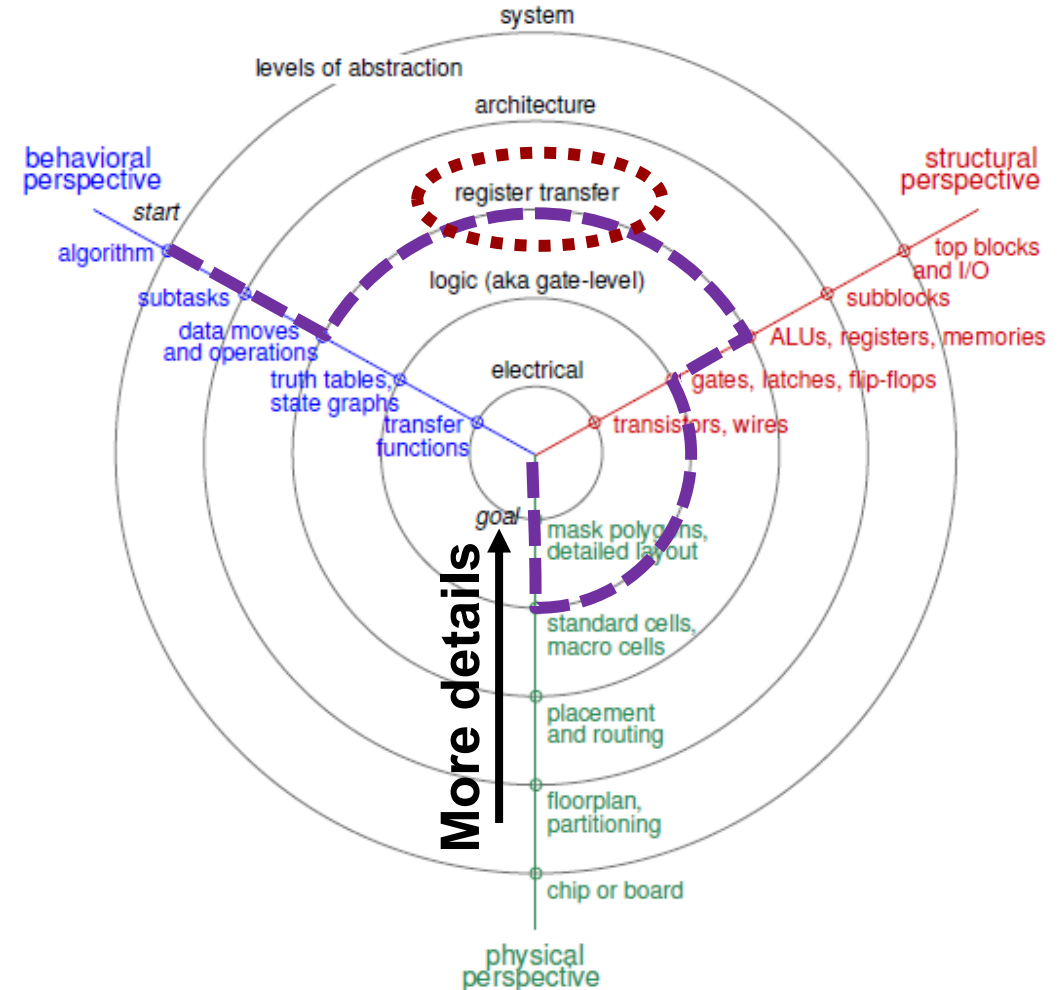 system
levels of abstraction
architecture
behavioral
perspective
structural
perspective
register transfer
start
algorithm
top blocks
and I/O
logic (aka gate-level)
subtasks
subblocks
data moves
and operations
ALUs, registers, memories
electrical
truth tables,
state graphs
gates, latches, flip-flops
transfer
functions
transistors, wires
goal
mask polygons,
detailed layout
More details
standard cells,
macro cells
placement
and routing
floorplan,
partitioning
chip or board
physical
perspective